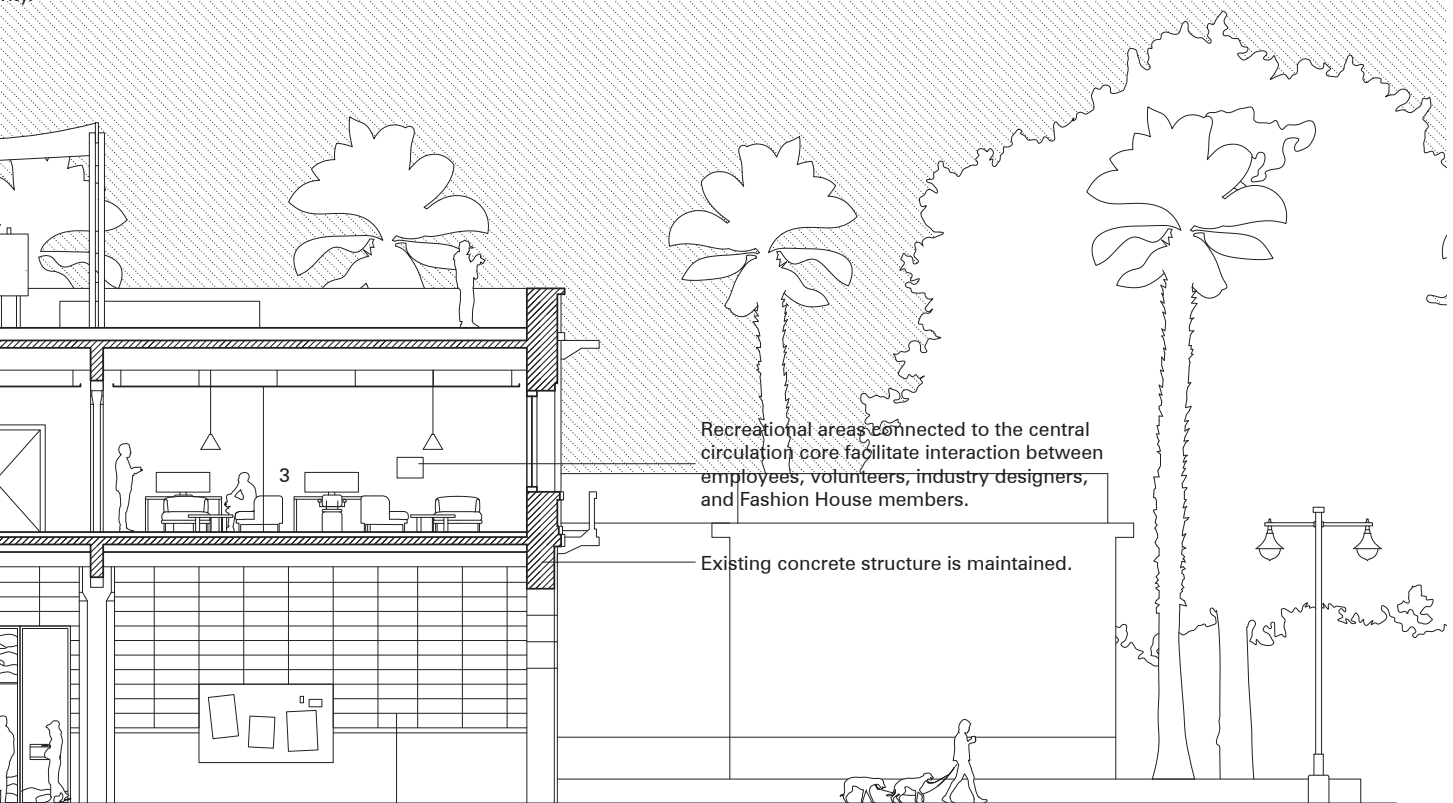 3
Recreational areas connected to the central
circulation core facilitate interaction between
employees, volunteers, industry designers,
and Fashion House members.
Existing concrete structure is maintained.